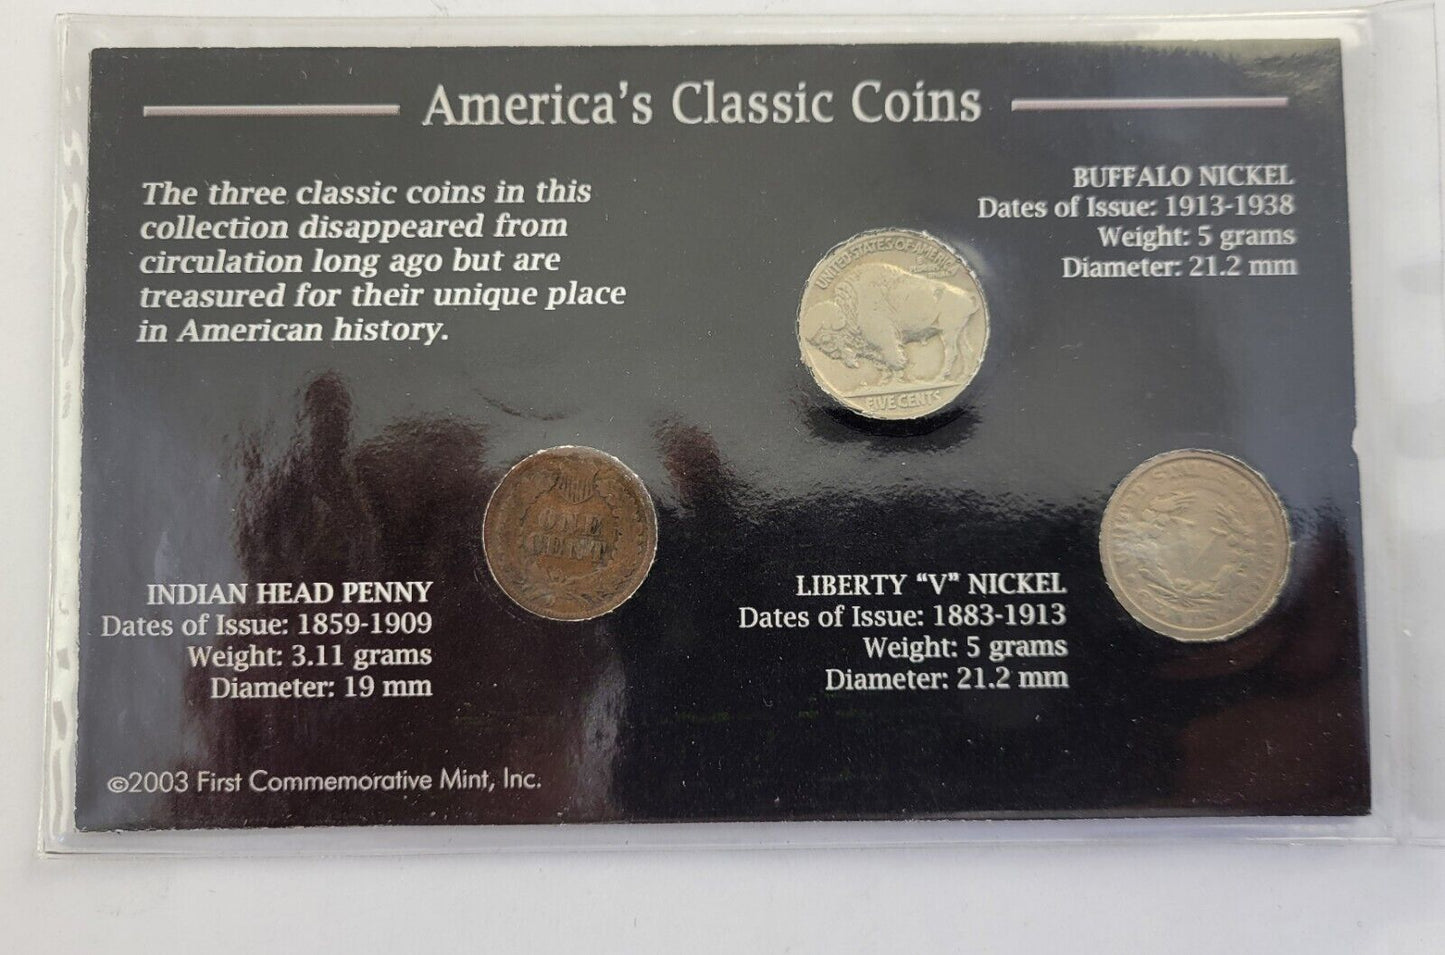 America's Classic Coins
The three classic coins in this
collection disappeared from
circulation long ago but are
treasured for their unique place
in American history.
BUFFALO NICKEL
Dates of Issue: 1913-1938
Weight: 5 grams
Diameter: 21.2 mm
UNITED STATES OF AMERICA
FIVE CENTS
ONE
INDIAN HEAD PENNY
Dates of Issue: 1859-1909
Weight: 3.11 grams
Diameter: 19 mm
LIBERTY “V” NICKEL
Dates of Issue: 1883-1913
Weight: 5 grams
Diameter: 21.2 mm
©2003 First Commemorative Mint, Inc.